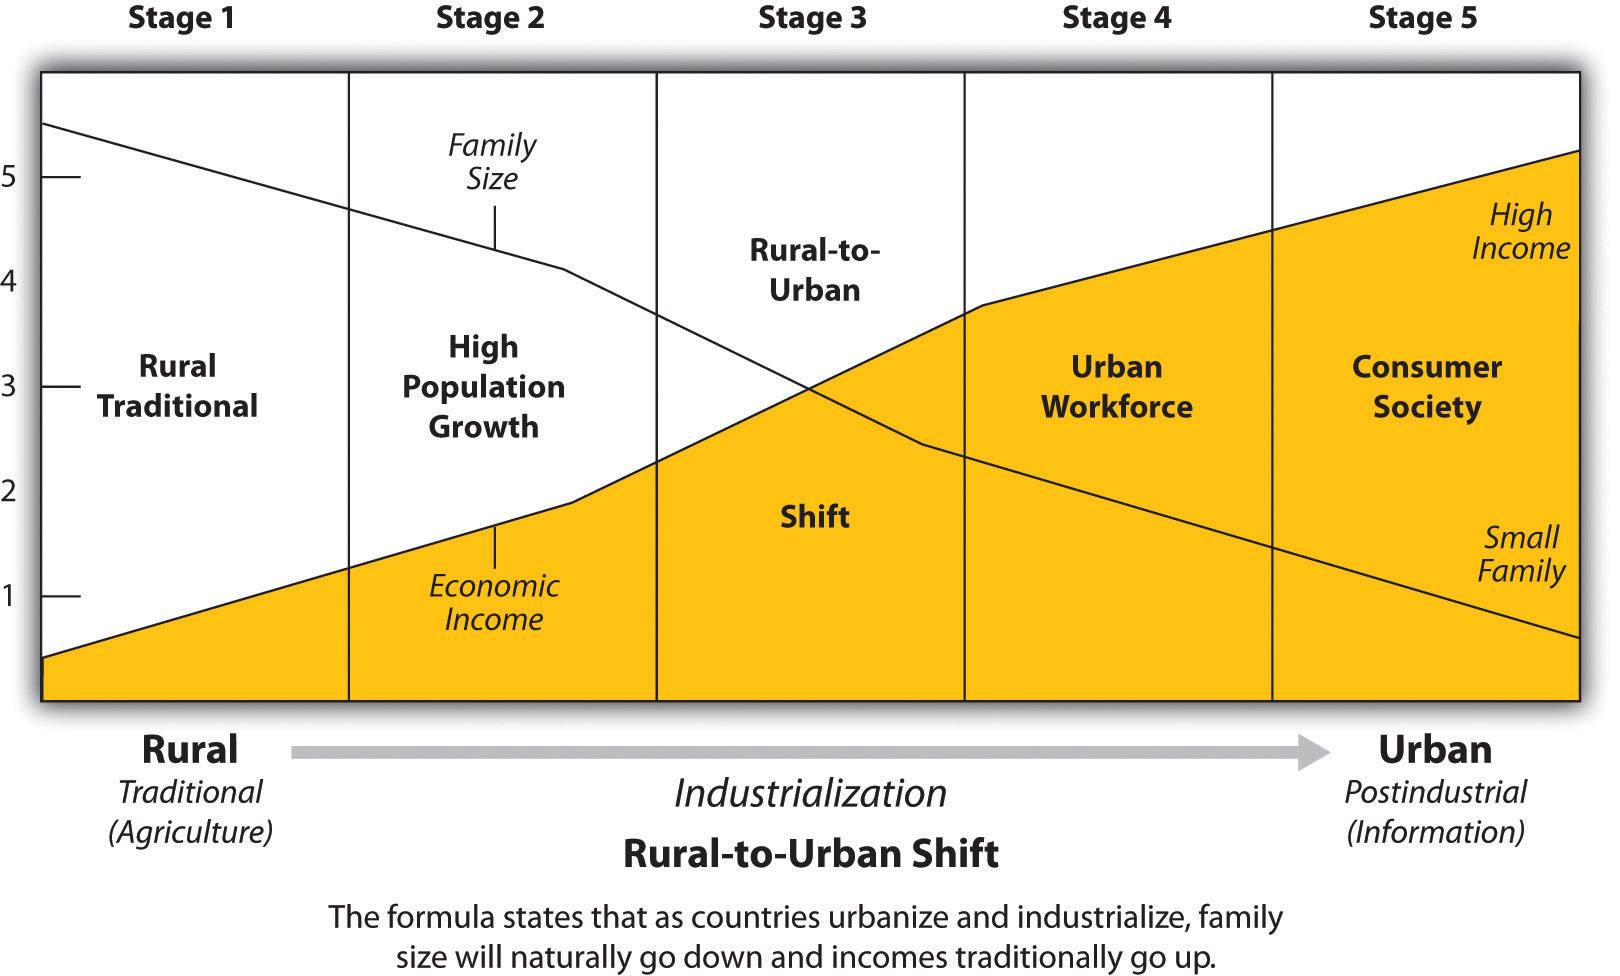 Stage 1
Stage 2
Stage 3
Stage 4
Stage 5
5
4
3
2
1
Family
Size
Rural-to-
Urban
High
Income
Rural
Traditional
High
Population
Growth
Urban
Workforce
Consumer
Society
Shift
Economic
Income
Small
Family
Rural
Traditional
(Agriculture)
Industrialization
Urban
Postindustrial
(Information)
Rural-to-Urban Shift
The formula states that as countries urbanize and industrialize, family
size will naturally go down and incomes traditionally go up.